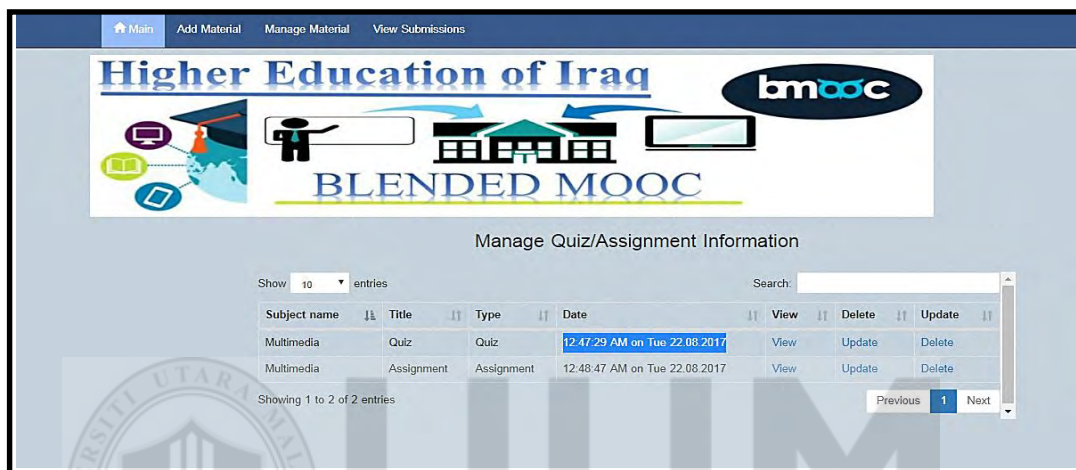 Main Add Material Manage Material View Submissions
Higher Education of Iraq
bmooc
BLENDED MOOC
Manage Quiz/Assignment Information
Show 10 entries Search:
Subject name Title Type Date View Delete Update
Multimedia Quiz Quiz 12:47:29 AM on Tue 22.08.2017 View Update Delete
Multimedia Assignment Assignment 12:48:47 AM on Tue 22.08.2017 View Update Delete
Showing 1 to 2 of 2 entries Previous 1 Next
UTARA
UUM